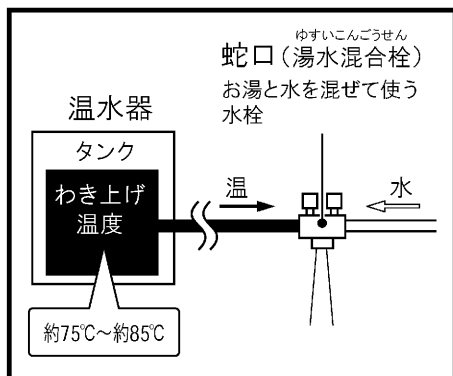 ゆすいこんごうせん
蛇口（湯水混合栓）
お湯と水を混ぜて使う
水栓
温水器
タンク
わき上げ
温度
温
水
約75℃～約85℃